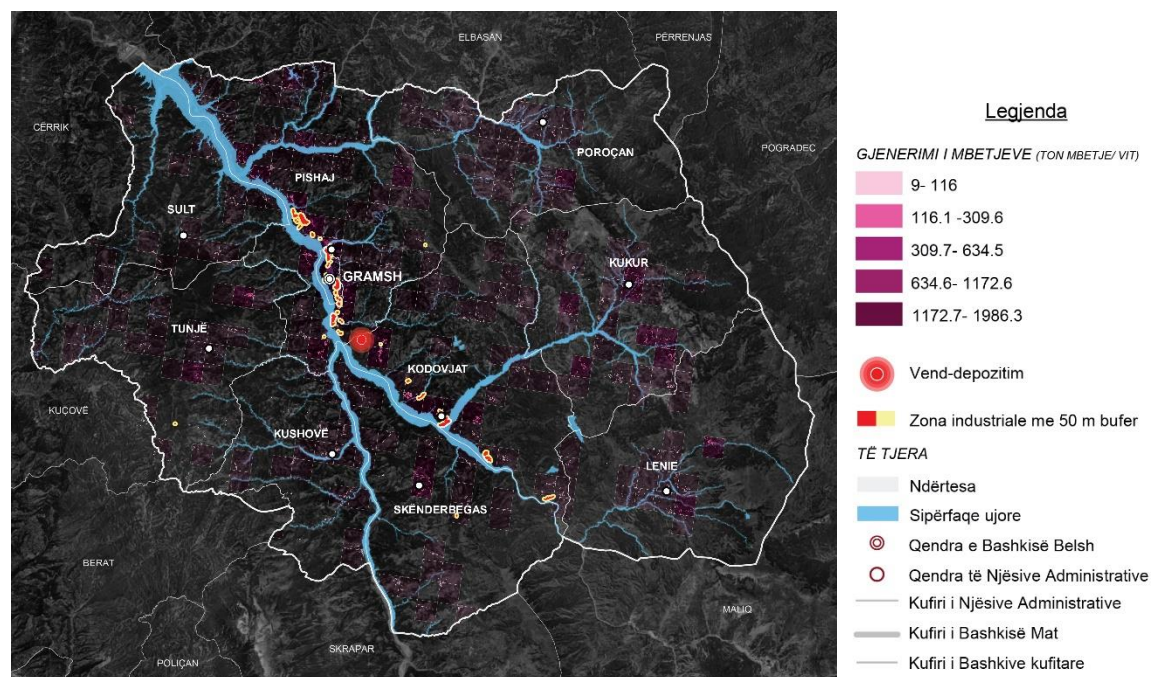 ELBASAN
PËRRENJAS
CËRRIK
POROÇAN
POGRADEC
PISHAJ
SULT
KUKUR
GRAMSH
TUNJË
KODOVJAT
KUÇOVË
KUSHOVË
LENIE
SKËNDERBEGAS
BERAT
MALIQ
SKRAPAR
POLIÇAN
Legjenda
GJENERIMI I MBETJEVE (TON MBETJE/ VIT)
9- 116
116.1 -309.6
309.7- 634.5
634.6- 1172.6
1172.7- 1986.3
Vend-depozitim
Zona industriale me 50 m bufer
TË TJERA
Ndërtesa
Sipërfaqe ujore
Qendra e Bashkisë Belsh
Qendra të Njësive Administrative
Kufiri i Njësive Administrative
Kufiri i Bashkisë Mat
Kufiri i Bashkive kufitare